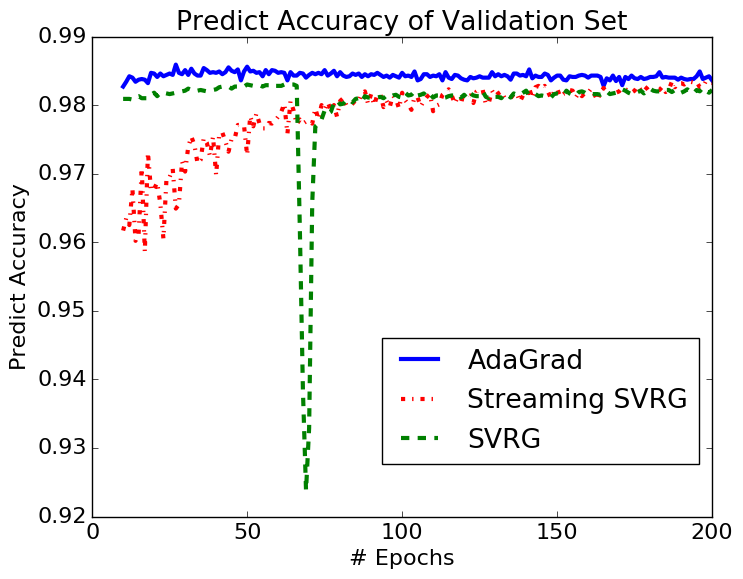 Predict Accuracy of Validation Set
0.99
0.98
0.97
0.96
0.95
0.94
0.93
0.92
Predict Accuracy
AdaGrad
Streaming SVRG
SVRG
0 50 100 150 200
# Epochs